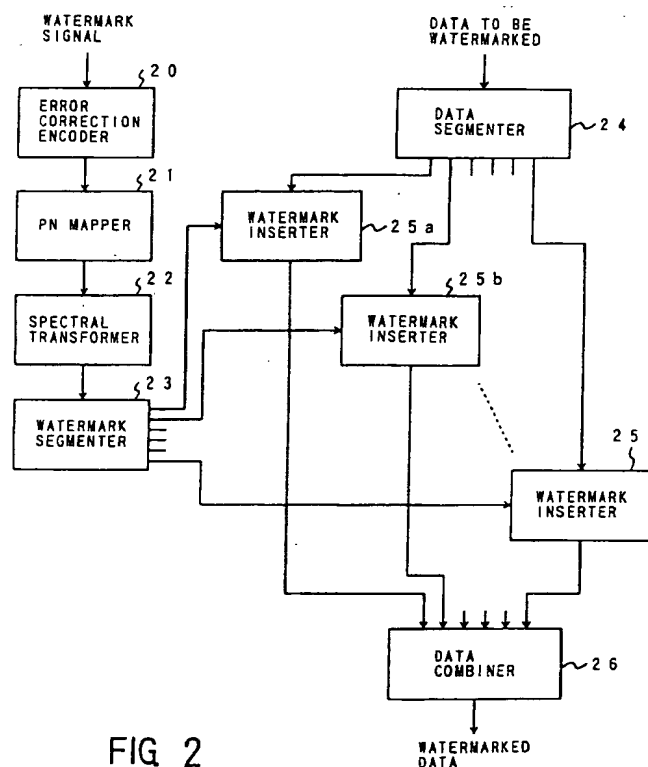 WATERMARK
SIGNAL
20
ERROR
CORRECTION
ENCODER
21
PN MAPPER
22
SPECTRAL
TRANSFORMER
23
WATERMARK
SEGMENTER
DATA TO BE
WATERMARKED
DATA
SEGMENTER
24
WATERMARK
INSERTER
25a
25b
WATERMARK
INSERTER
25
WATERMARK
INSERTER
DATA
COMBINER
26
WATERMARKED
DATA
FIG 2